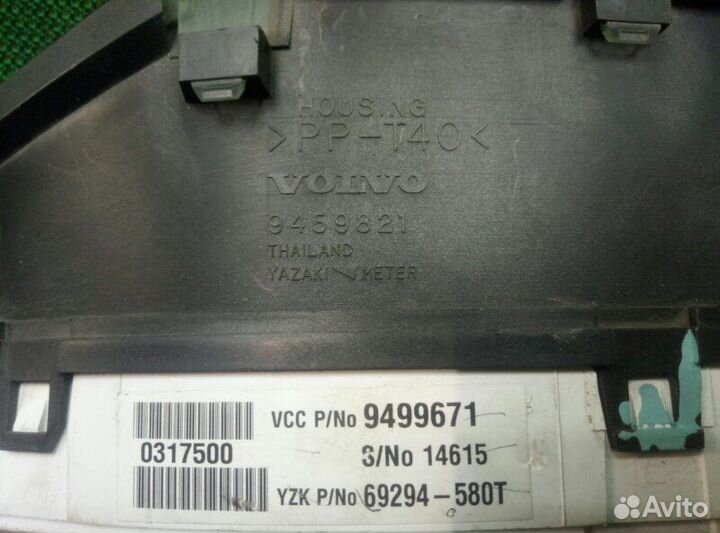 HOUSING
>PP-T40<
VOLVO
9459821
THAILAND
YAZAKI METER
VCC P/No 9499671
0317500
S/No 14615
YZK P/No 69294-580T
Avito